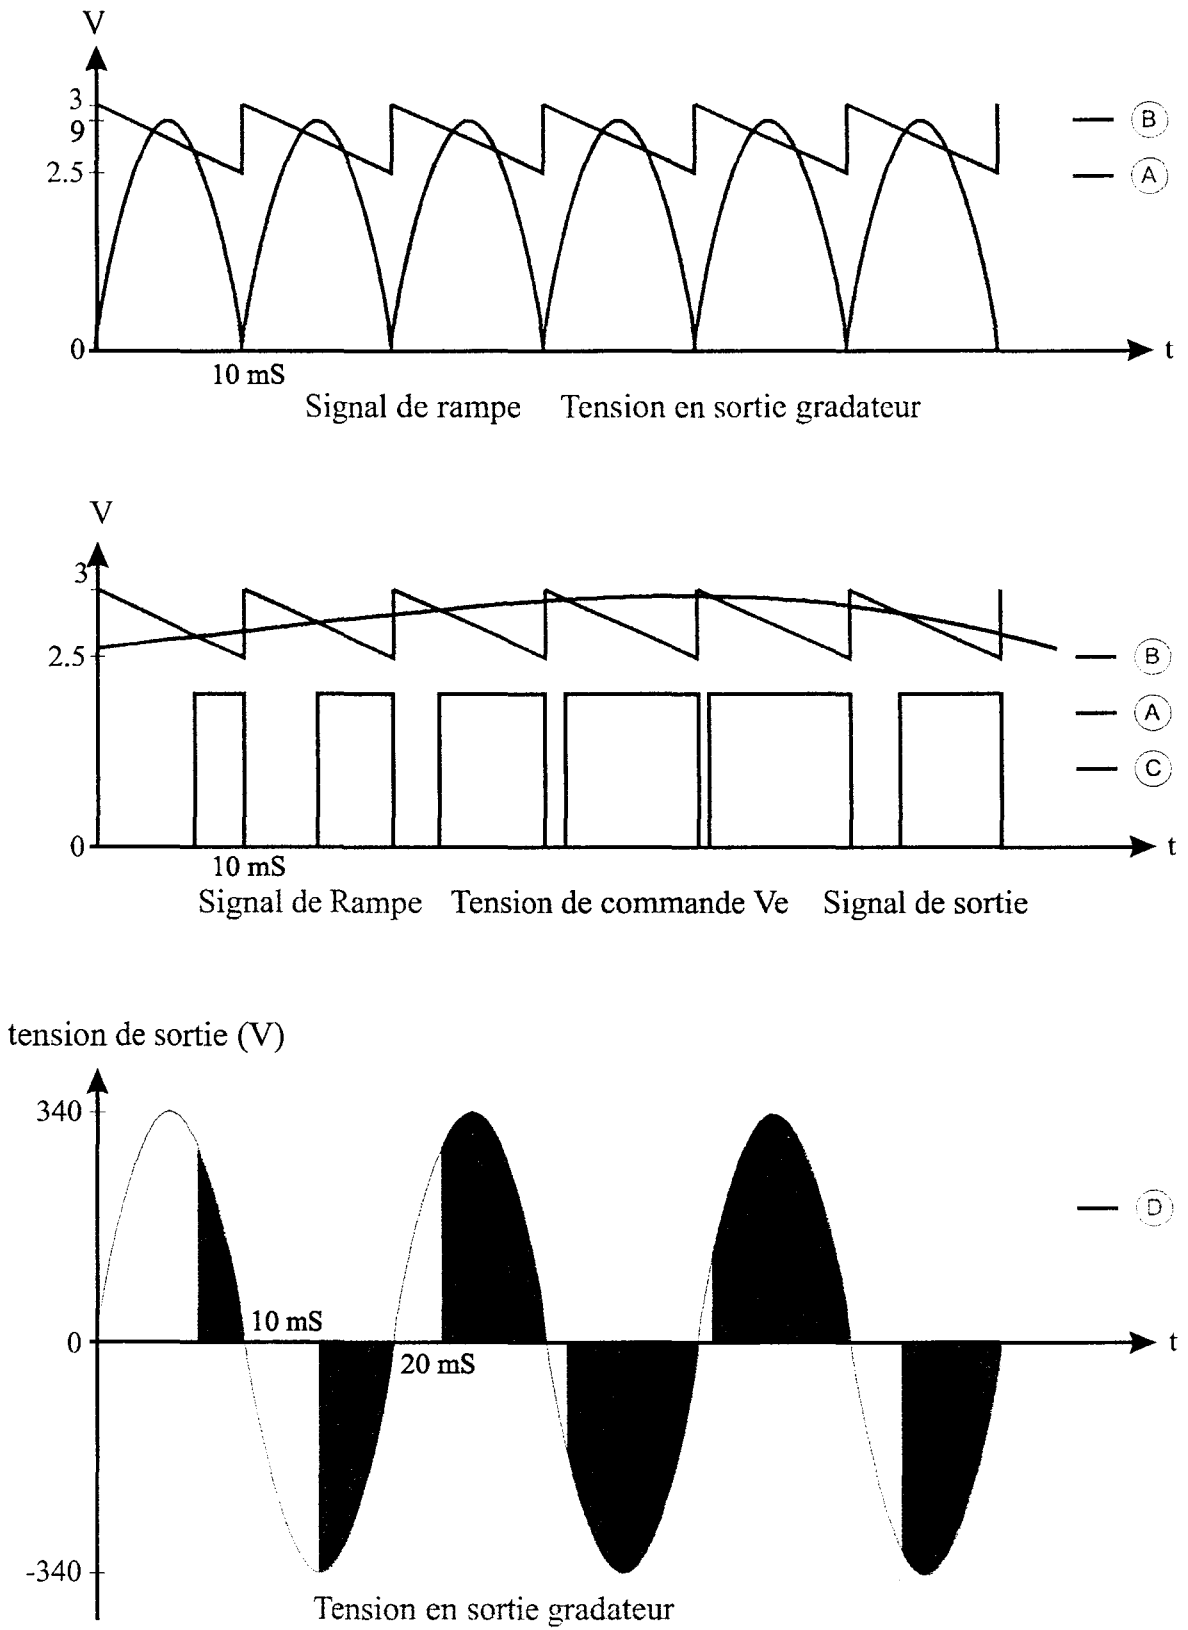 V
3
9
2.5
0
B
A
t
10 mS
Signal de rampe Tension en sortie gradateur
V
3
2.5
0
B
A
C
t
10 mS
Signal de Rampe Tension de commande Ve Signal de sortie
tension de sortie (V)
340
D
10 mS
0
t
20 mS
-340
Tension en sortie gradateur